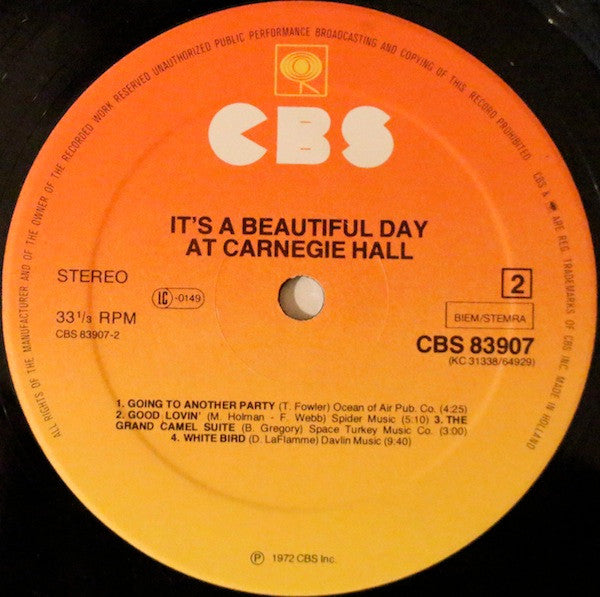 ALL RIGHTS OF THE MANUFACTURER AND OF THE OWNER OF THE RECORDED WORK RESERVED UNAUTHORIZED PUBLIC PERFORMANCE BROADCASTING AND COPYING OF THIS RECORD PROHIBITED.
CBS & ARE REG. TRADEMARKS OF CBS INC. MADE IN HOLLAND
CBS
IT'S A BEAUTIFUL DAY
AT CARNEGIE HALL
STEREO
LC-0149
2
33 1/3 RPM
BIEM/STEMRA
CBS 83907-2
CBS 83907
(KC 31338/64929)
1. GOING TO ANOTHER PARTY (T. Fowler) Ocean of Air Pub. Co. (4:25)
2. GOOD LOVIN' (M. Holman - F. Webb) Spider Music (5:10) 3. THE
GRAND CAMEL SUITE (B. Gregory) Space Turkey Music Co. (3:00)
4. WHITE BIRD (D. LaFlamme) Davlin Music (9:40)
℗ 1972 CBS Inc.